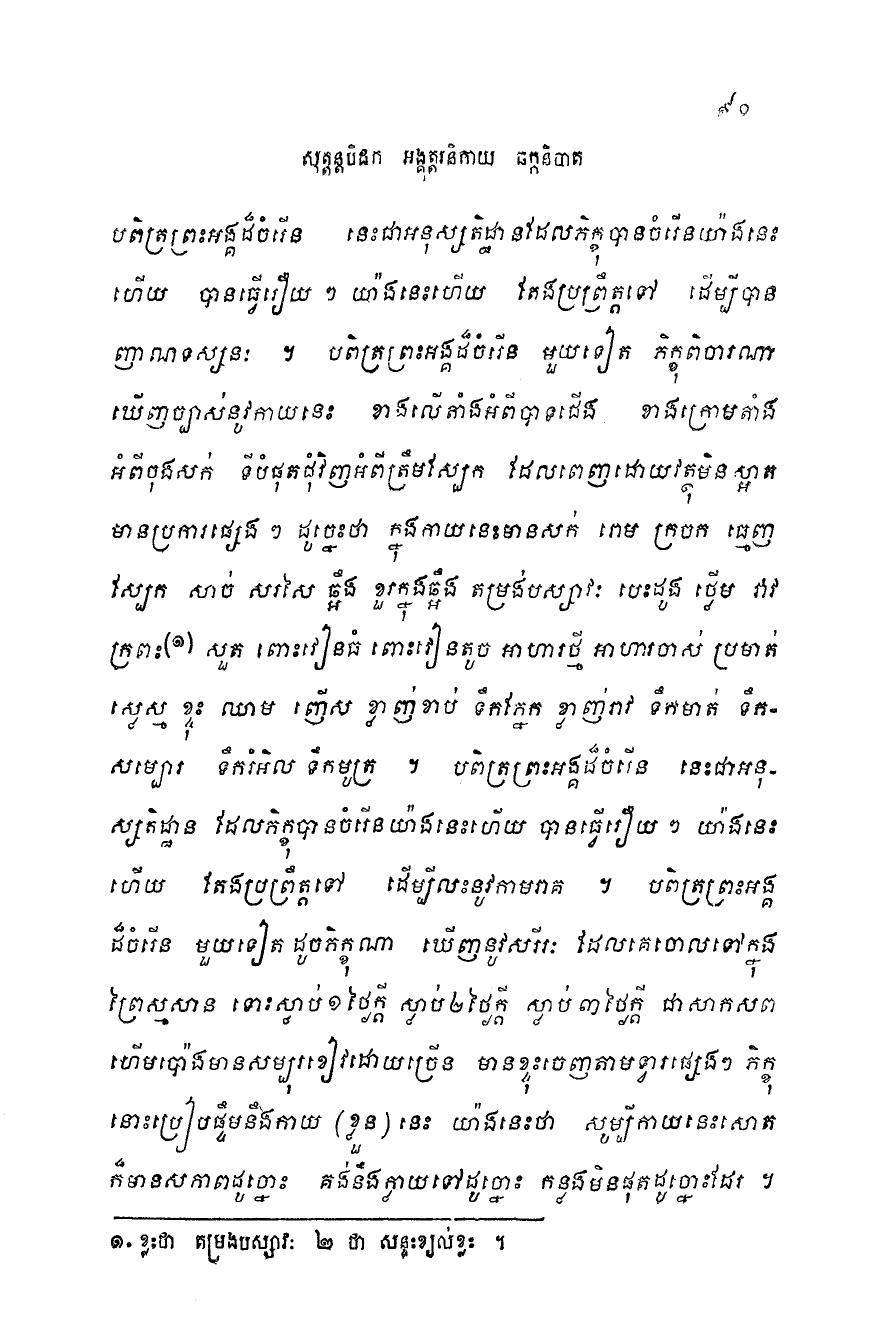 ៩០
សុត្តន្តបិដក អង្គុត្តរនិកាយ ឆក្កនិបាត
បពិត្រព្រះអង្គដ៏ចំរើន នេះជាអនុស្សតិដ្ឋានដែលភិក្ខុបានចំរើនយ៉ាងនេះ
ហើយ បានធ្វើរឿយ ៗ យ៉ាងនេះហើយ តែងប្រព្រឹត្តទៅ ដើម្បីបាន
ញាណទស្សនៈ ។ បពិត្រព្រះអង្គដ៏ចំរើន មួយទៀត ភិក្ខុពិចារណា
ឃើញច្បាស់នូវកាយនេះ ខាងលើតាំងអំពីបាទជើង ខាងក្រោមតាំង
អំពីចុងសក់ ទីបំផុតជុំវិញអំពីត្រឹមស្បែក ដែលពេញដោយវត្ថុមិនស្អាត
មានប្រការផ្សេង ៗ ដូច្នេះថា ក្នុងកាយនេះមានសក់ រោម ក្រចក ធ្មេញ
ស្បែក សាច់ សរសៃ ឆ្អឹង ខួរក្នុងឆ្អឹង តម្រង់បស្សាវៈ បេះដូង ថ្លើម វាវ
ក្រពះ(១) សួត ពោះវៀនធំ ពោះវៀនតូច អាហារថ្មី អាហារចាស់ ប្រមាត់
ស្លេស្ម ខ្ទុះ ឈាម ញើស ខ្លាញ់ខាប់ ទឹកភ្នែក ខ្លាញ់រាវ ទឹកមាត់ ទឹក-
សម្បោរ ទឹករំអិល ទឹកមូត្រ ។ បពិត្រព្រះអង្គដ៏ចំរើន នេះជាអនុ-
ស្សតិដ្ឋាន ដែលភិក្ខុបានចំរើនយ៉ាងនេះហើយ បានធ្វើរឿយ ៗ យ៉ាងនេះ
ហើយ តែងប្រព្រឹត្តទៅ ដើម្បីលះនូវកាមរាគ ។ បពិត្រព្រះអង្គ
ដ៏ចំរើន មួយទៀត ដូចភិក្ខុណា ឃើញនូវសរីរៈ ដែលគេចោលទៅក្នុង
ព្រៃស្មសាន ទោះស្លាប់១ថ្ងៃក្តី ស្លាប់២ថ្ងៃក្តី ស្លាប់៣ថ្ងៃក្តី ជាសាកសព
ហើមប៉ោងមានសម្បុរខៀវដោយច្រើន មានខ្ទុះចេញតាមទ្វារផ្សេងៗ ភិក្ខុ
នោះប្រៀបផ្ទឹមនឹងកាយ (ខ្លួន) នេះ យ៉ាងនេះថា សូម្បីកាយនេះសោត
ក៏មានសភាពដូច្នោះ គង់នឹងក្លាយទៅដូច្នោះ កន្លងមិនផុតដូច្នោះដែរ ។
១. ខ្លះថា តម្រងបស្សាវៈ ២ ជា សន្ទុះខ្យល់ខ្លះ ។